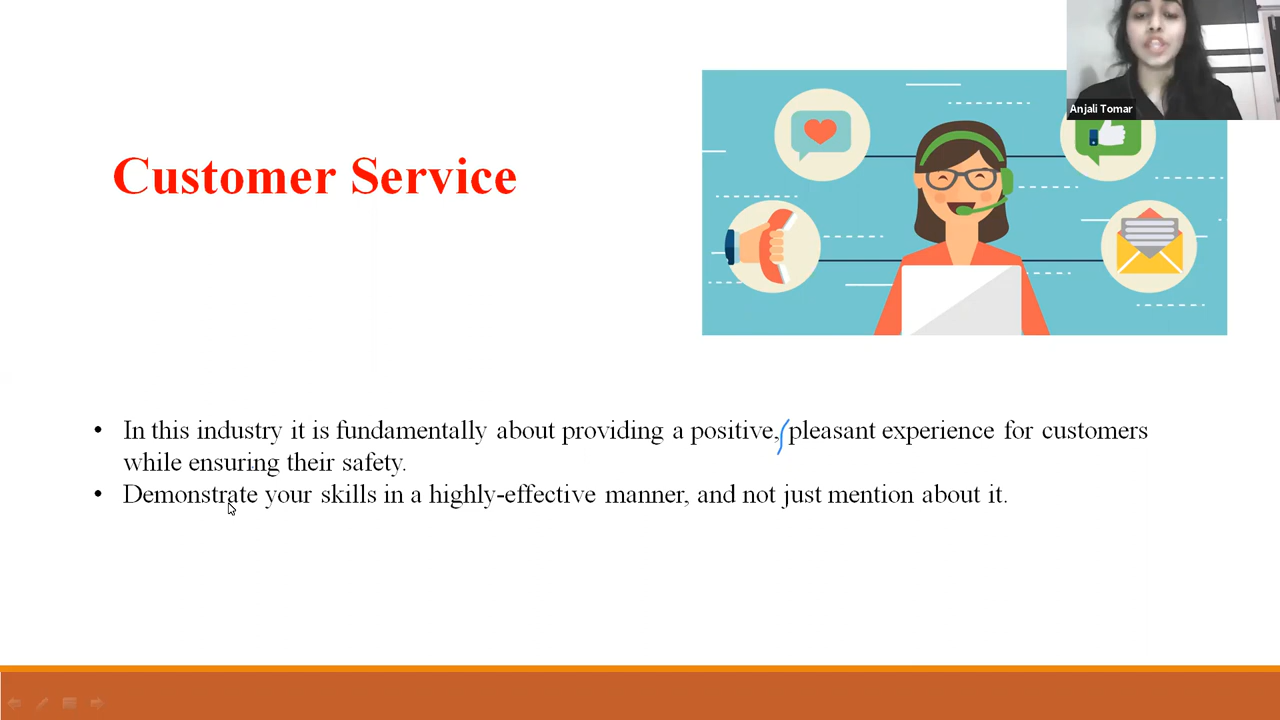 Anjali Tomar
Customer Service
• In this industry it is fundamentally about providing a positive, pleasant experience for customers
while ensuring their safety.
• Demonstrate your skills in a highly-effective manner, and not just mention about it.